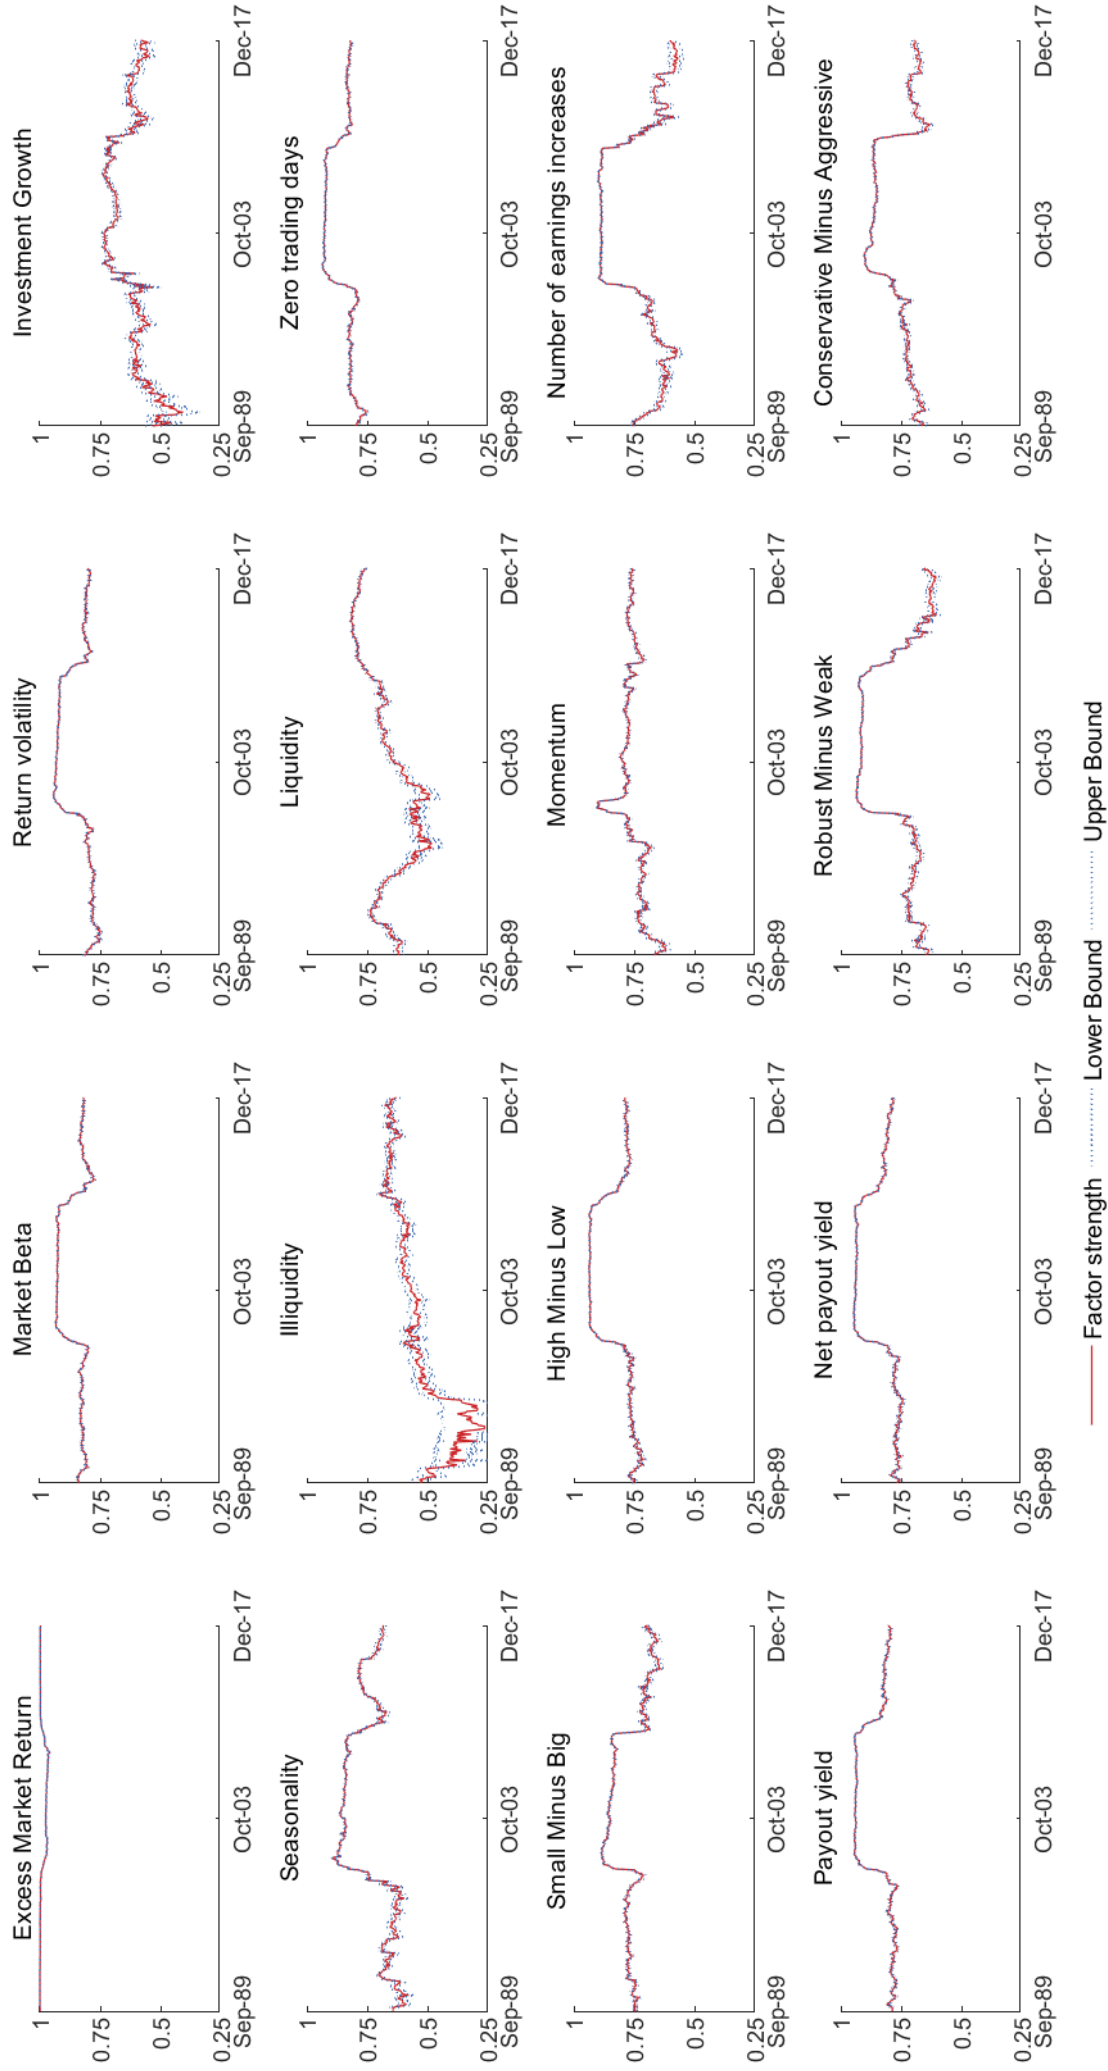 Excess Market Return
1
0.75
0.5
0.25
Sep-89 Oct-03 Dec-17
Market Beta
1
0.75
0.5
0.25
Sep-89 Oct-03 Dec-17
Return volatility
1
0.75
0.5
0.25
Sep-89 Oct-03 Dec-17
Investment Growth
1
0.75
0.5
0.25
Sep-89 Oct-03 Dec-17
Seasonality
1
0.75
0.5
0.25
Sep-89 Oct-03 Dec-17
Illiquidity
1
0.75
0.5
0.25
Sep-89 Oct-03 Dec-17
Liquidity
1
0.75
0.5
0.25
Sep-89 Oct-03 Dec-17
Zero trading days
1
0.75
0.5
0.25
Sep-89 Oct-03 Dec-17
Small Minus Big
1
0.75
0.5
0.25
Sep-89 Oct-03 Dec-17
High Minus Low
1
0.75
0.5
0.25
Sep-89 Oct-03 Dec-17
Momentum
1
0.75
0.5
0.25
Sep-89 Oct-03 Dec-17
Number of earnings increases
1
0.75
0.5
0.25
Sep-89 Oct-03 Dec-17
Payout yield
1
0.75
0.5
0.25
Sep-89 Oct-03 Dec-17
Net payout yield
1
0.75
0.5
0.25
Sep-89 Oct-03 Dec-17
Robust Minus Weak
1
0.75
0.5
0.25
Sep-89 Oct-03 Dec-17
Conservative Minus Aggressive
1
0.75
0.5
0.25
Sep-89 Oct-03 Dec-17
Factor strength Lower Bound Upper Bound